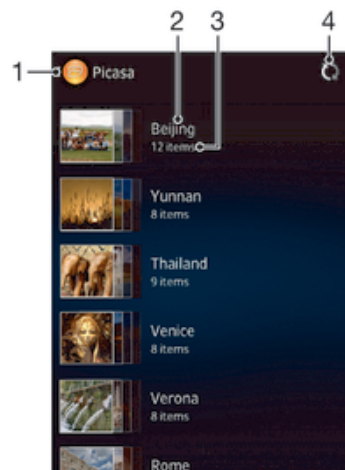 2 3 4
1 Picasa
Beijing
12 items
Yunnan
8 items
Thailand
9 items
Venice
8 items
Verona
8 items
Rome